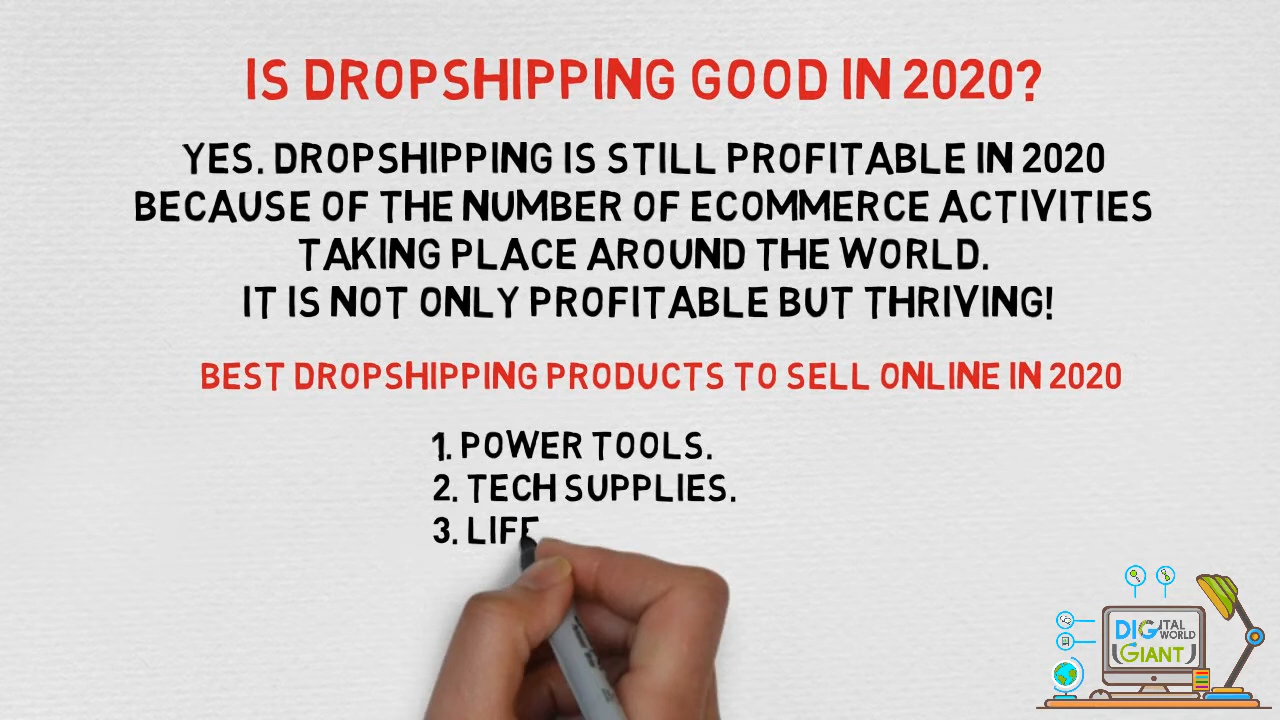 IS DROPSHIPPING GOOD IN 2020?
YES. DROPSHIPPING IS STILL PROFITABLE IN 2020
BECAUSE OF THE NUMBER OF ECOMMERCE ACTIVITIES
TAKING PLACE AROUND THE WORLD.
IT IS NOT ONLY PROFITABLE BUT THRIVING!
BEST DROPSHIPPING PRODUCTS TO SELL ONLINE IN 2020
1. POWER TOOLS.
2. TECH SUPPLIES.
3. LIFE
DIGITAL
WORLD
GIANT